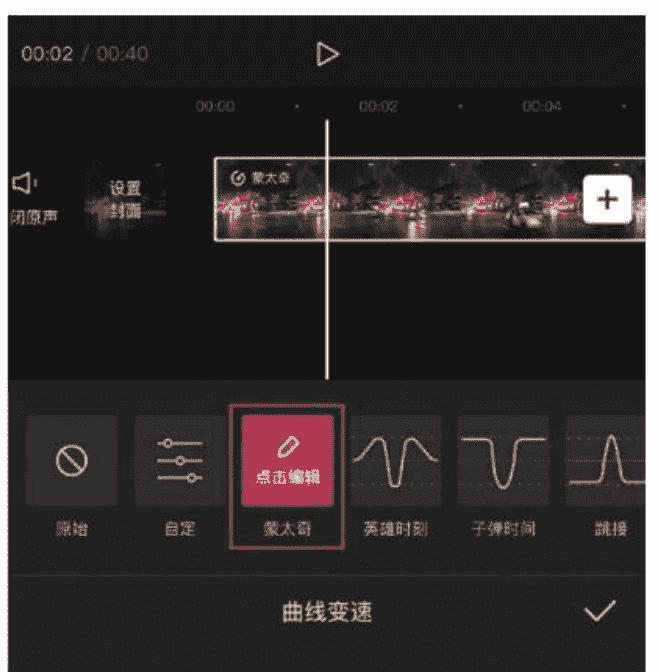 00:02 / 00:40
00:00
00:02
00:04
设置
封面
蒙太奇
闭原声
点击编辑
原始
自定
蒙太奇
英雄时刻
子弹时间
跳接
曲线变速